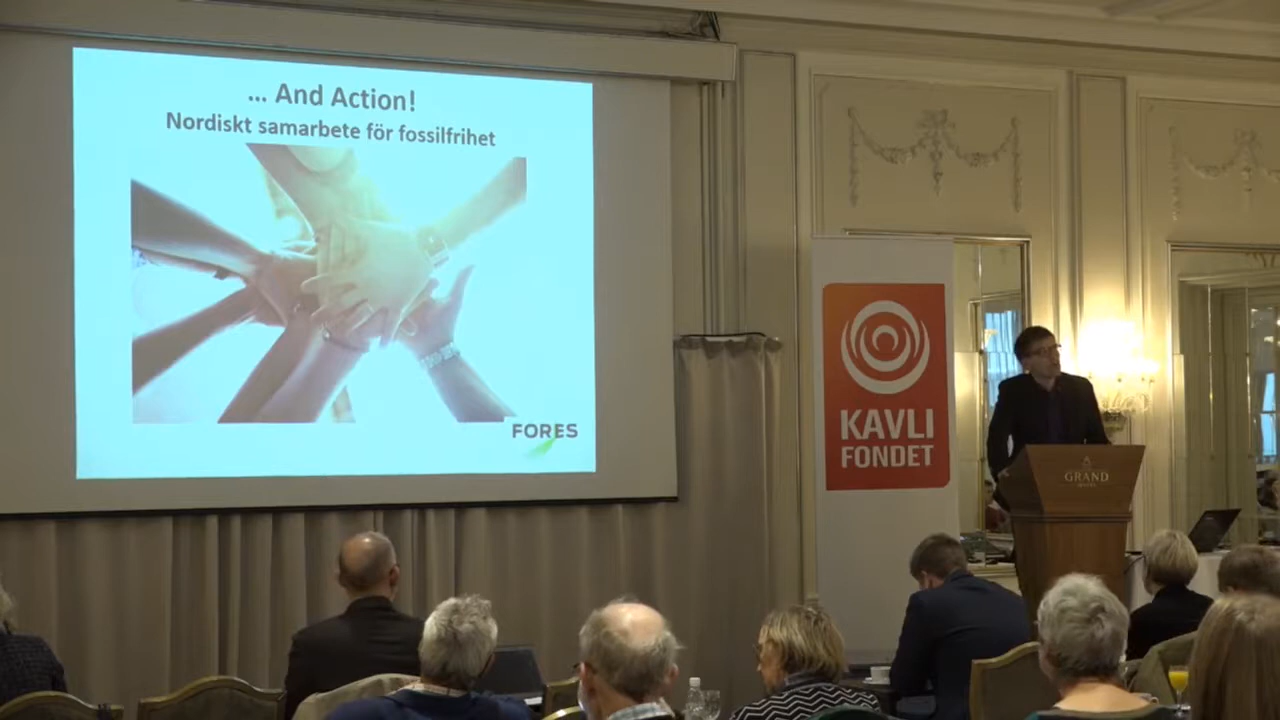 ... And Action!
Nordiskt samarbete för fossilfrihet
FORES
KAVLI
FONDET
GRAND